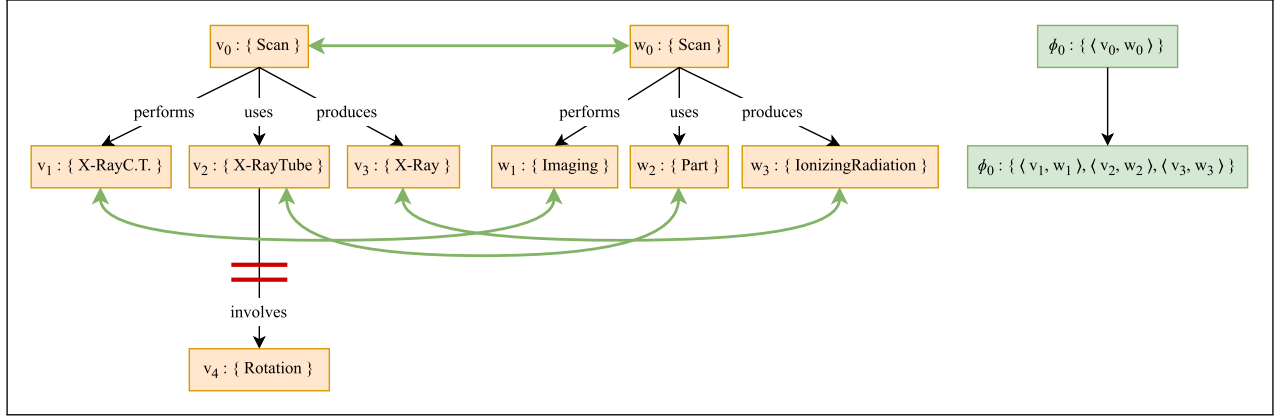 v0 : { Scan }
w0 : { Scan }
ϕ0 : { ⟨ v0, w0 ⟩ }
performs
uses
produces
performs
uses
produces
v1 : { X-RayC.T. }
v2 : { X-RayTube }
v3 : { X-Ray }
w1 : { Imaging }
w2 : { Part }
w3 : { IonizingRadiation }
ϕ0 : { ⟨ v1, w1 ⟩, ⟨ v2, w2 ⟩, ⟨ v3, w3 ⟩ }
involves
v4 : { Rotation }